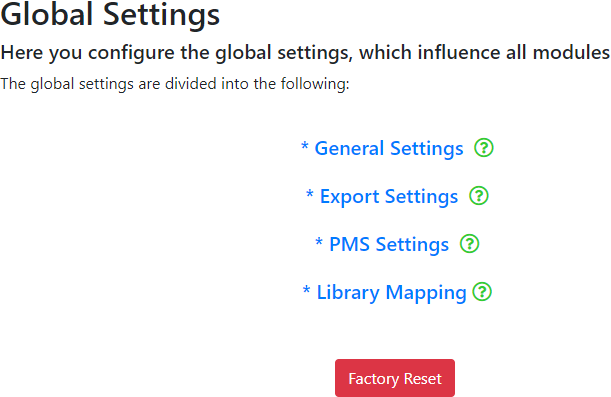 Global Settings
Here you configure the global settings, which influence all modules
The global settings are divided into the following:
* General Settings ?
* Export Settings ?
* PMS Settings ?
* Library Mapping ?
Factory Reset